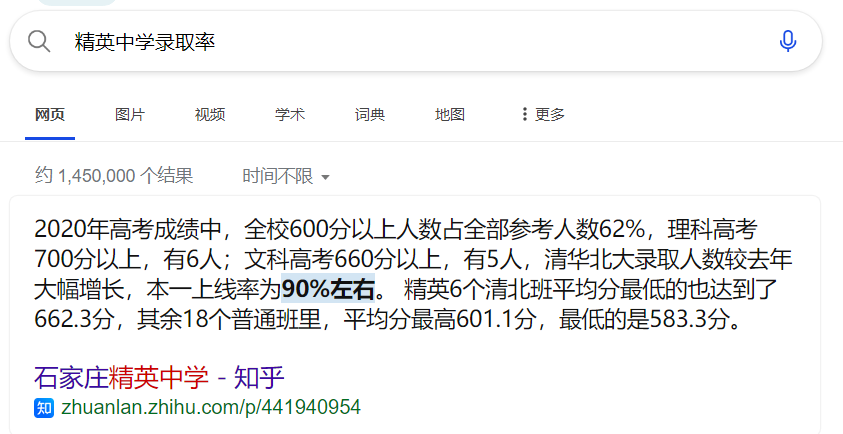 精英中学录取率
网页 图片 视频 学术 词典 地图 更多
约 1,450,000 个结果 时间不限
2020年高考成绩中，全校600分以上人数占全部参考人数62%，理科高考
700分以上，有6人；文科高考660分以上，有5人，清华北大录取人数较去年
大幅增长，本一上线率为90%左右。 精英6个清北班平均分最低的也达到了
662.3分，其余18个普通班里，平均分最高601.1分，最低的是583.3分。
石家庄精英中学 - 知乎
知 zhuanlan.zhihu.com/p/441940954